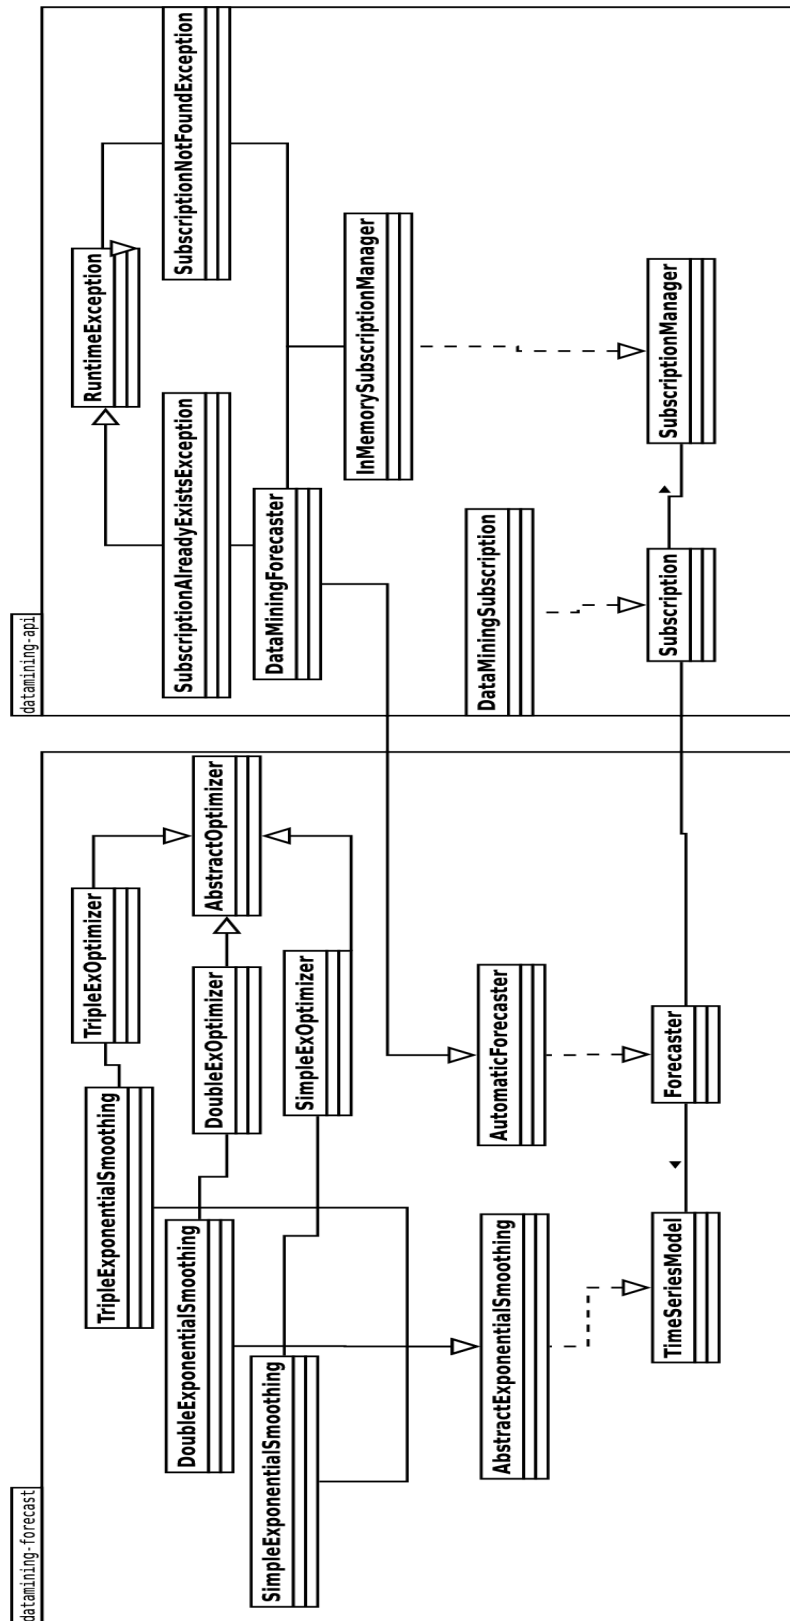 datamining-forecast
datamining-api
TripleExponentialSmoothing
TripleExOptimizer
RuntimeException
DoubleExponentialSmoothing
DoubleExOptimizer
AbstractOptimizer
SubscriptionAlreadyExistsException
SubscriptionNotFoundException
SimpleExponentialSmoothing
SimpleExOptimizer
DataMiningForecaster
InMemorySubscriptionManager
AbstractExponentialSmoothing
AutomaticForecaster
DataMiningSubscription
TimeSeriesModel
Forecaster
Subscription
SubscriptionManager